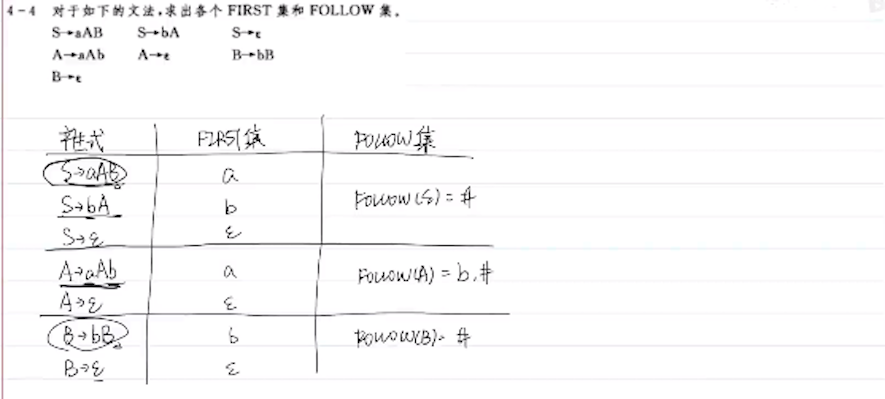 4-4 对于如下的文法,求出各个 FIRST 集和 FOLLOW 集。
S→aAB S→bA S→ε
A→aAb A→ε B→bB
B→ε
产生式 FIRST集 FOLLOW集
S→aAB a
FOLLOW(S) = #
S→bA b
S→ε ε
A→aAb a FOLLOW(A) = b,#
A→ε ε
B→bB b FOLLOW(B)= #
B→ε ε